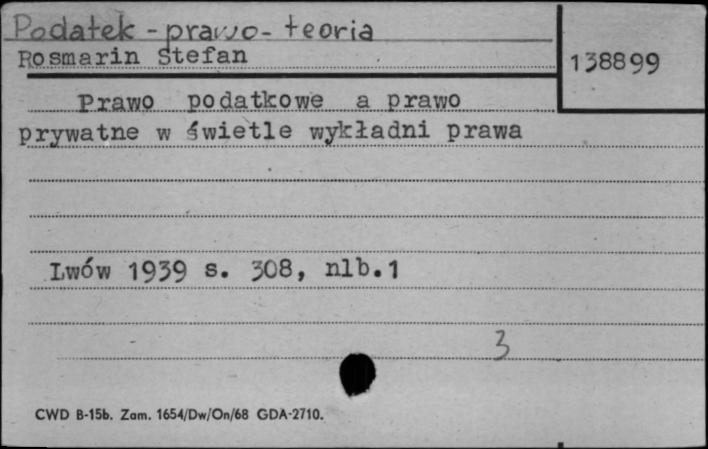 Podatek - prawo - teoria
Rosmarin Stefan
138899
Prawo podatkowe a prawo
prywatne w świetle wykładni prawa
Lwów 1939 s. 308, nlb.1
3
CWD B-15b. Zam. 1654/Dw/On/68 GDA-2710.